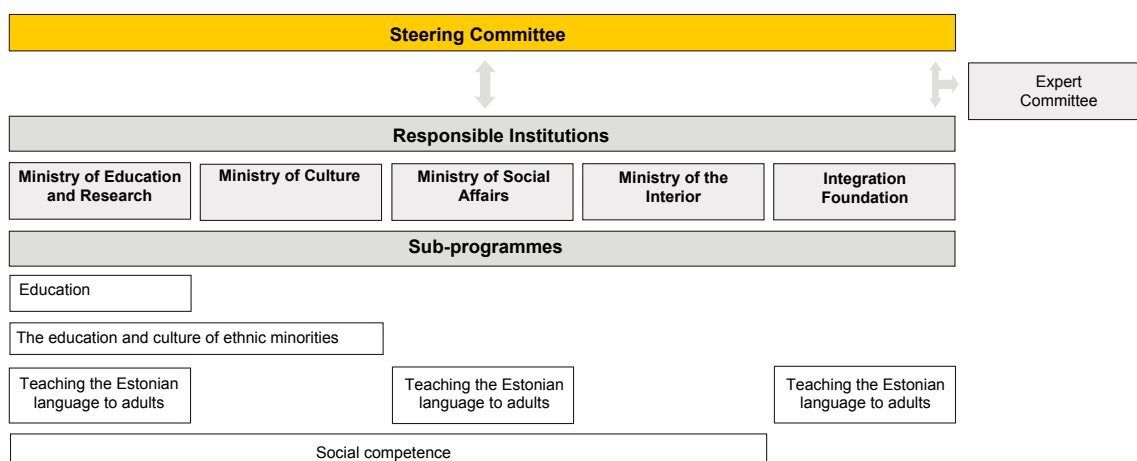 Steering Committee
Expert
Committee
Responsible Institutions
Ministry of Education
and Research
Ministry of Culture
Ministry of Social
Affairs
Ministry of the
Interior
Integration
Foundation
Sub-programmes
Education
The education and culture of ethnic minorities
Teaching the Estonian
language to adults
Teaching the Estonian
language to adults
Teaching the Estonian
language to adults
Social competence